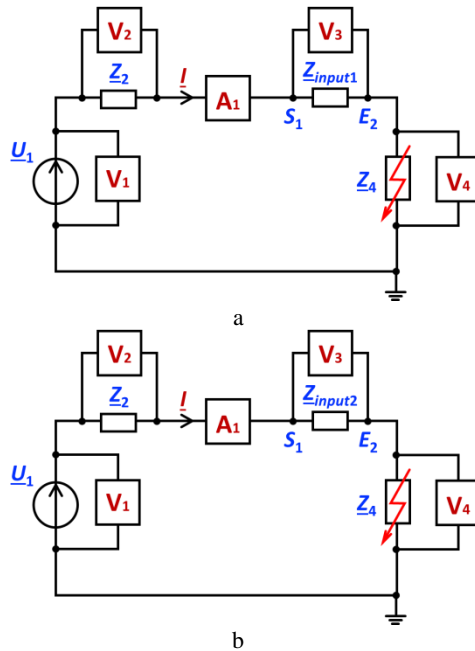 V2 V3
Z2 I Zinput1
A1
S1 E2
U1 V1 Z4 V4
a
V2 V3
Z2 I Zinput2
A1
S1 E2
U1 V1 Z4 V4
b